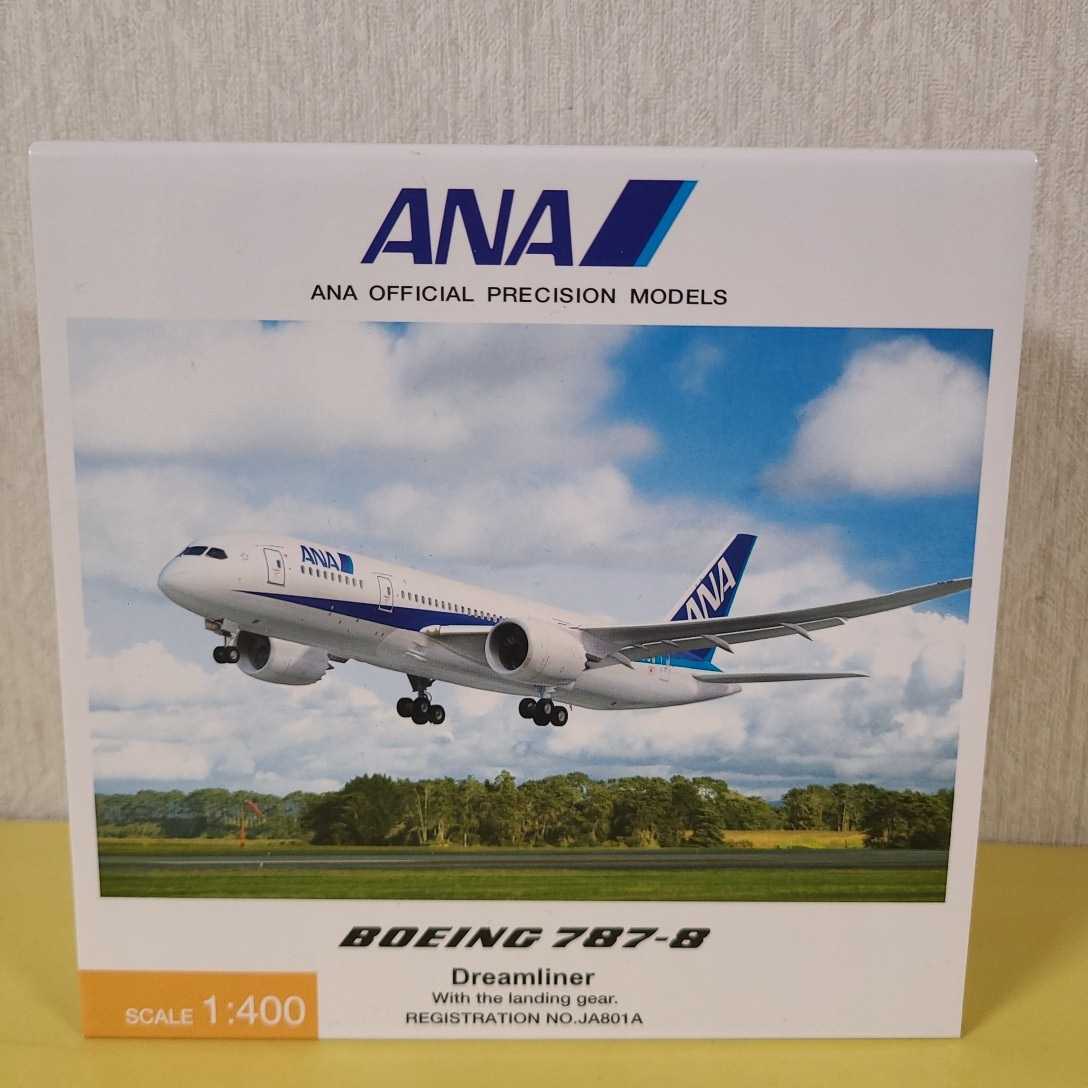 ANA
ANA OFFICIAL PRECISION MODELS
ANA
ANA
BOEING 787-8
Dreamliner
With the landing gear.
REGISTRATION NO.JA801A
SCALE 1:400